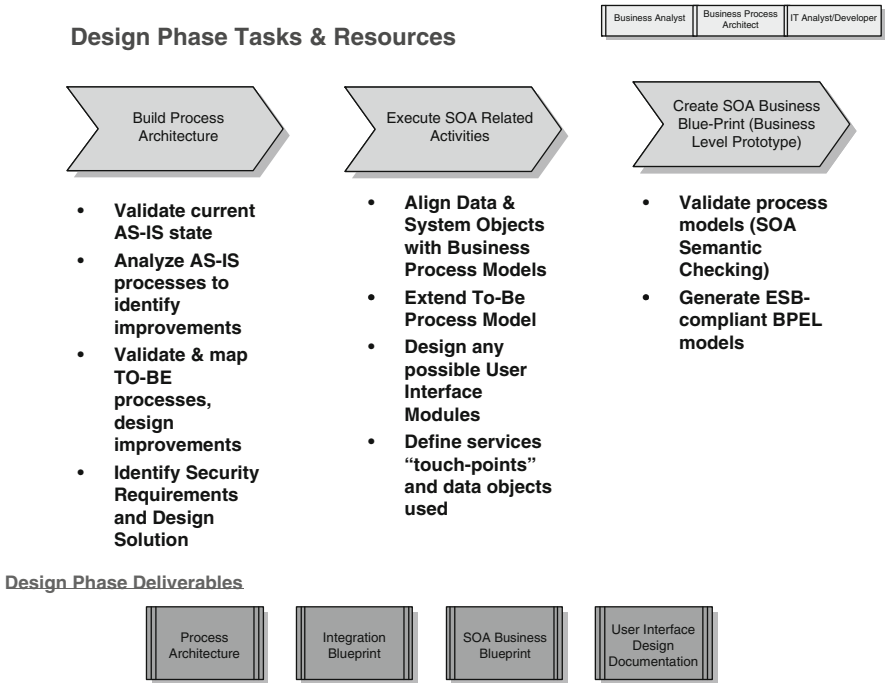 Business Analyst
Business Process
Architect
IT Analyst/Developer
Design Phase Tasks & Resources
Build Process
Architecture
• Validate current
AS-IS state
• Analyze AS-IS
processes to
identify
improvements
• Validate & map
TO-BE
processes,
design
improvements
• Identify Security
Requirements
and Design
Solution
Execute SOA Related
Activities
• Align Data &
System Objects
with Business
Process Models
• Extend To-Be
Process Model
• Design any
possible User
Interface
Modules
• Define services
“touch-points”
and data objects
used
Create SOA Business
Blue-Print (Business
Level Prototype)
• Validate process
models (SOA
Semantic
Checking)
• Generate ESB-
compliant BPEL
models
Design Phase Deliverables
Process
Architecture
Integration
Blueprint
SOA Business
Blueprint
User Interface
Design
Documentation